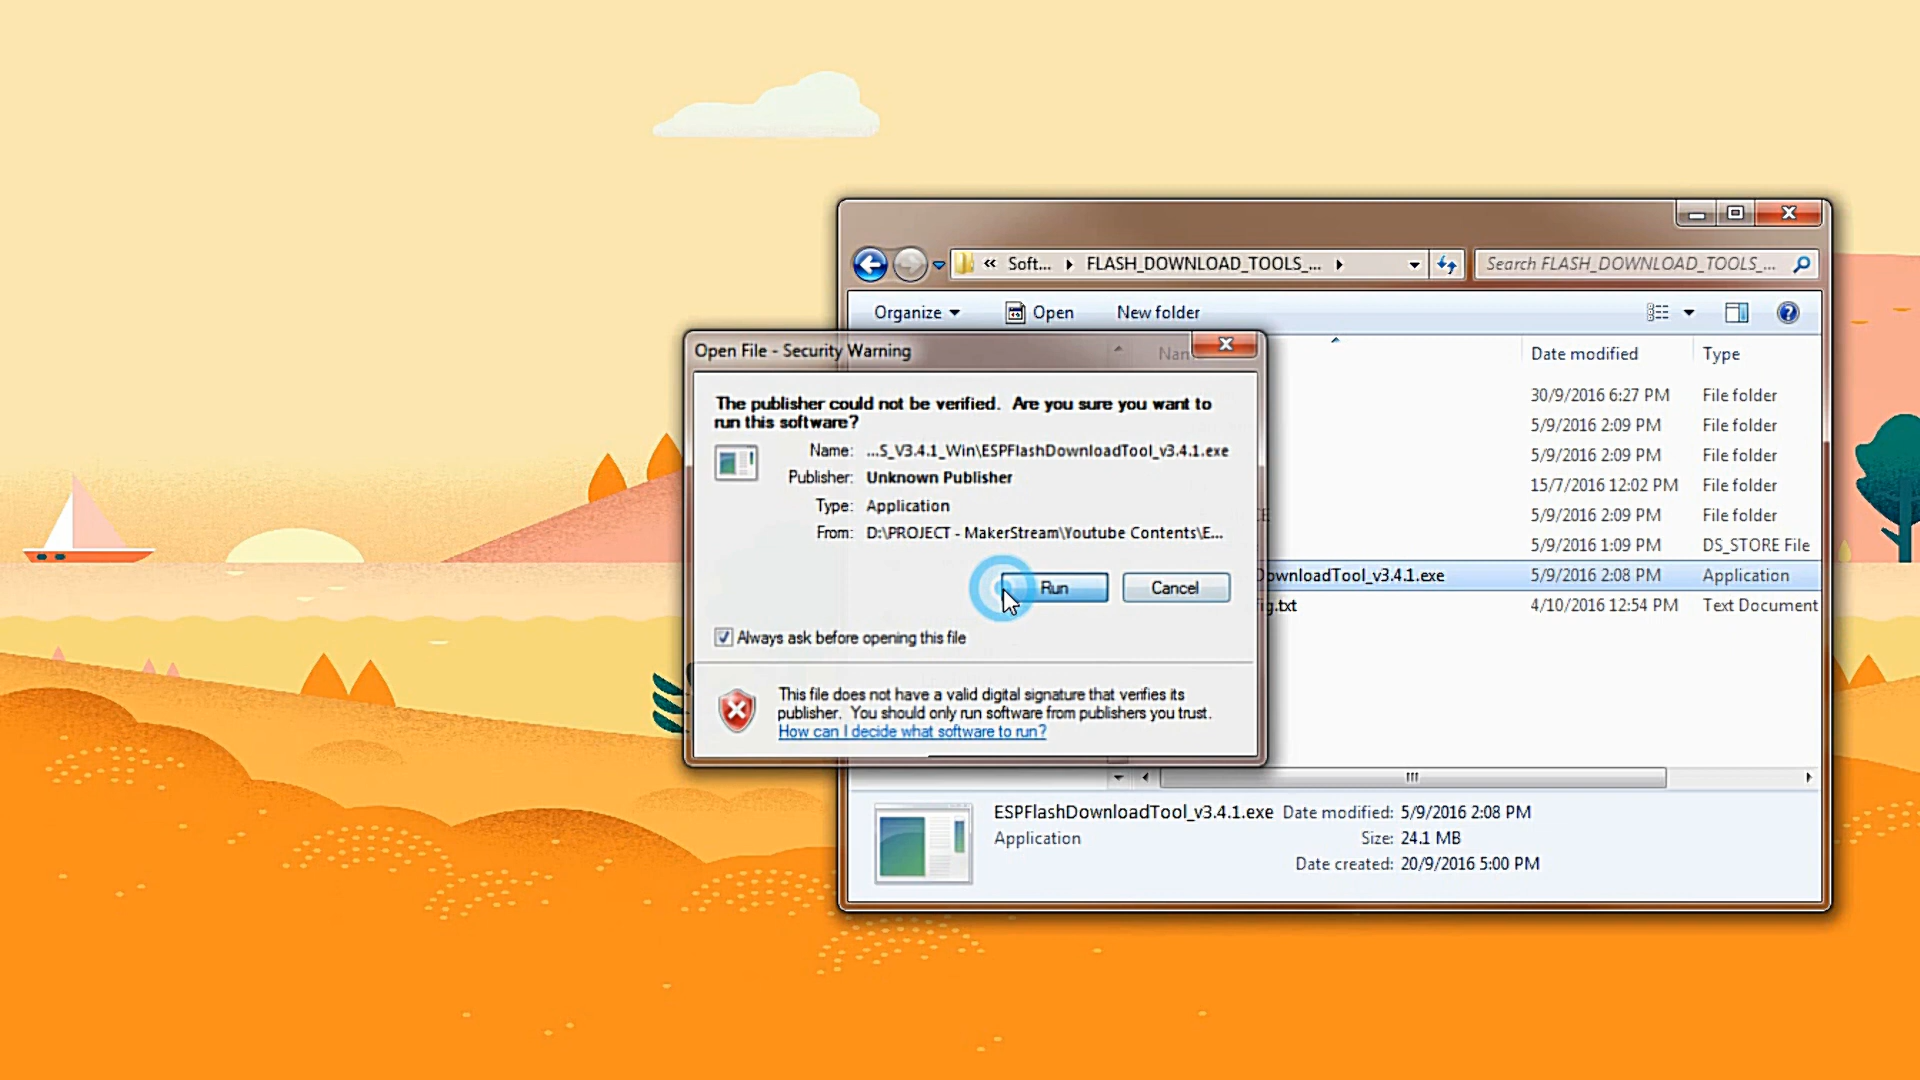 « Soft... FLASH_DOWNLOAD_TOOLS_...
Search FLASH_DOWNLOAD_TOOLS_...
Organize
Open
New folder
Date modified
Type
30/9/2016 6:27 PM File folder
5/9/2016 2:09 PM File folder
5/9/2016 2:09 PM File folder
15/7/2016 12:02 PM File folder
5/9/2016 2:09 PM File folder
5/9/2016 1:09 PM DS_STORE File
DownloadTool_v3.4.1.exe 5/9/2016 2:08 PM Application
ig.txt 4/10/2016 12:54 PM Text Document
Open File - Security Warning
The publisher could not be verified. Are you sure you want to
run this software?
Name: ...S_V3.4.1_Win\ESPFlashDownloadTool_v3.4.1.exe
Publisher: Unknown Publisher
Type: Application
From: D:\PROJECT - MakerStream\Youtube Contents\E...
Run
Cancel
Always ask before opening this file
This file does not have a valid digital signature that verifies its
publisher. You should only run software from publishers you trust.
How can I decide what software to run?
ESPFlashDownloadTool_v3.4.1.exe Date modified: 5/9/2016 2:08 PM
Application Size: 24.1 MB
Date created: 20/9/2016 5:00 PM